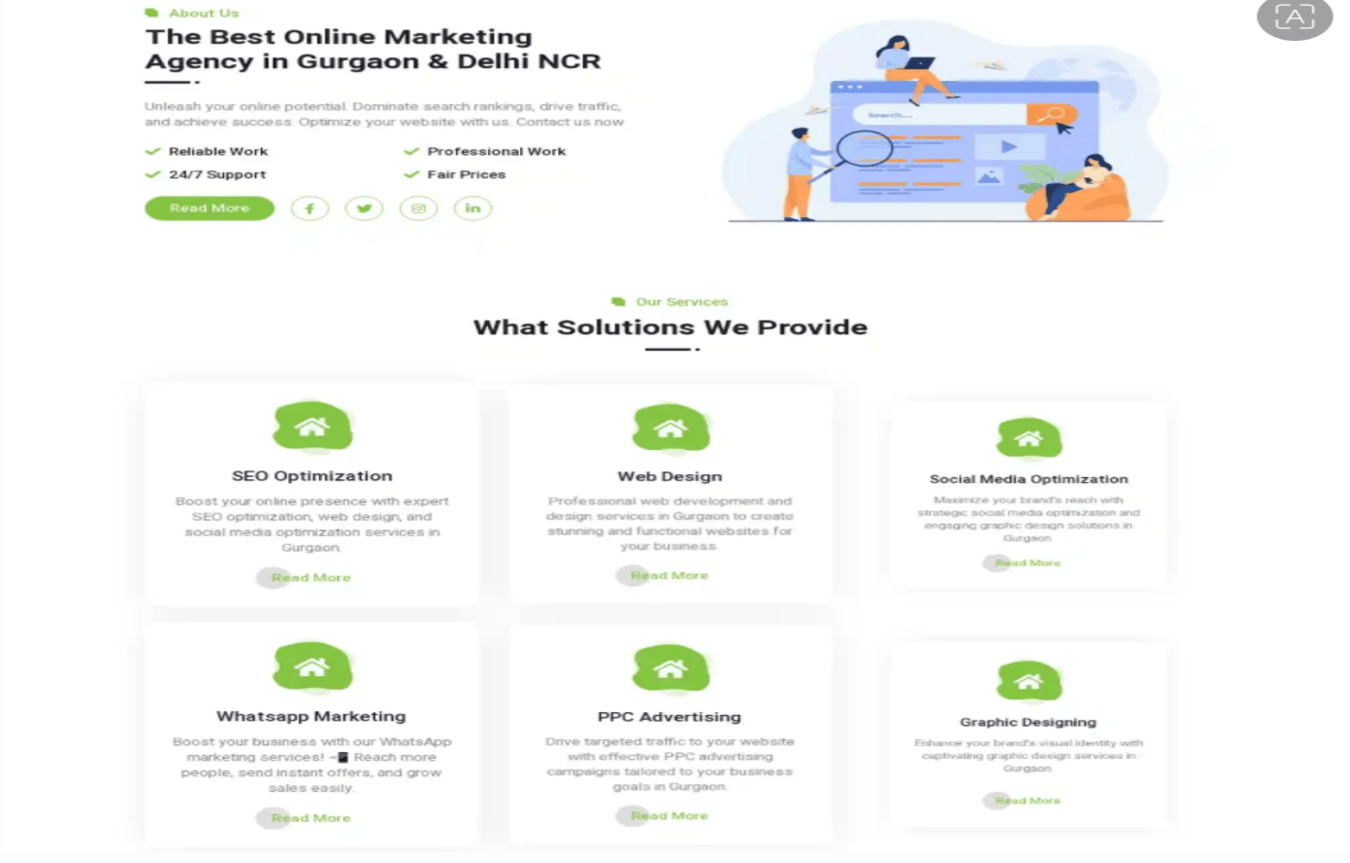 About Us
The Best Online Marketing
Agency in Gurgaon & Delhi NCR
Unleash your online potential. Dominate search rankings, drive traffic,
and achieve success. Optimize your website with us. Contact us now
Reliable Work
Professional Work
24/7 Support
Fair Prices
Read More
Search...
A
Our Services
What Solutions We Provide
SEO Optimization
Boost your online presence with expert
SEO optimization, web design, and
social media optimization services in
Gurgaon.
Read More
Web Design
Professional web development and
design services in Gurgaon to create
stunning and functional websites for
your business.
Read More
Social Media Optimization
Maximize your brand's reach with
strategic social media optimization and
engaging graphic design solutions in
Gurgaon.
Read More
Whatsapp Marketing
Boost your business with our WhatsApp
marketing services! 📲 Reach more
people, send instant offers, and grow
sales easily.
Read More
PPC Advertising
Drive targeted traffic to your website
with effective PPC advertising
campaigns tailored to your business
goals in Gurgaon.
Read More
Graphic Designing
Enhance your brand's visual identity with
captivating graphic design services in
Gurgaon.
Read More